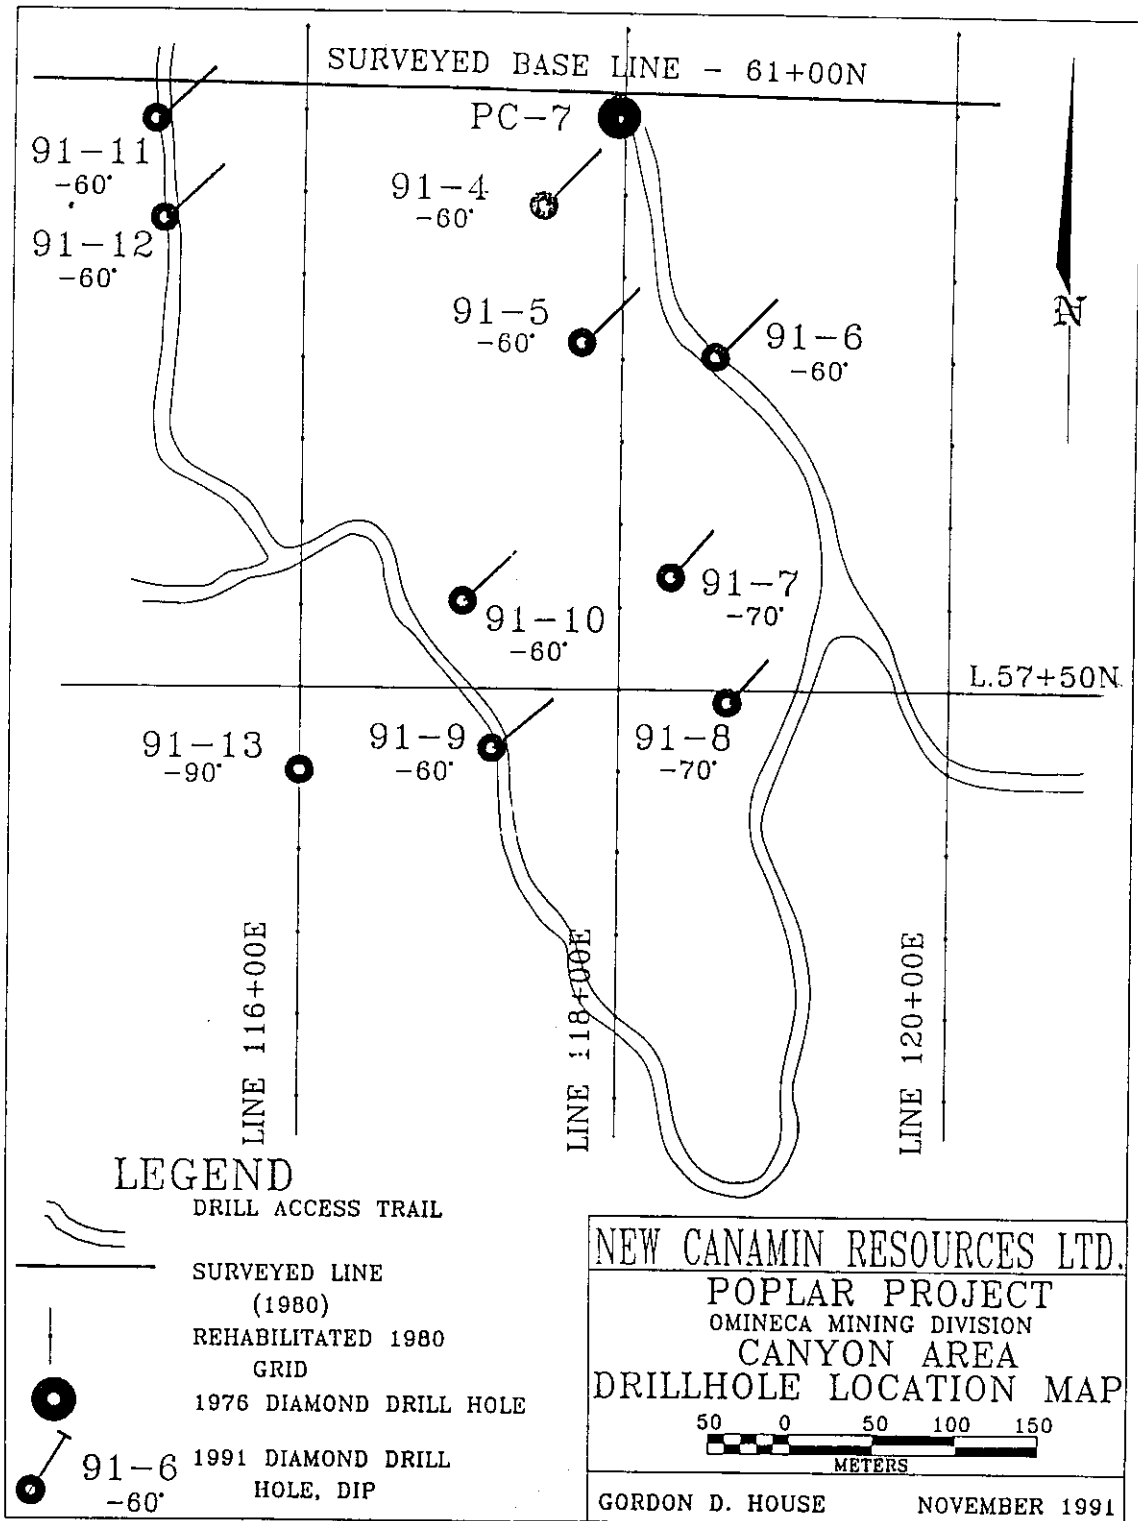 SURVEYED BASE LINE - 61+00N
PC-7
91-11
-60°
91-4
-60°
91-12
-60°
91-5
-60°
91-6
-60°
N
91-10
-60°
91-7
-70°
L.57+50N
91-13
-90°
91-9
-60°
91-8
-70°
LINE 116+00E
LINE 118+00E
LINE 120+00E
LEGEND
DRILL ACCESS TRAIL
SURVEYED LINE
(1980)
REHABILITATED 1980
GRID
1976 DIAMOND DRILL HOLE
91-6
-60°
1991 DIAMOND DRILL
HOLE, DIP
NEW CANAMIN RESOURCES LTD.
POPLAR PROJECT
OMINECA MINING DIVISION
CANYON AREA
DRILLHOLE LOCATION MAP
50 0 50 100 150
METERS
GORDON D. HOUSE NOVEMBER 1991